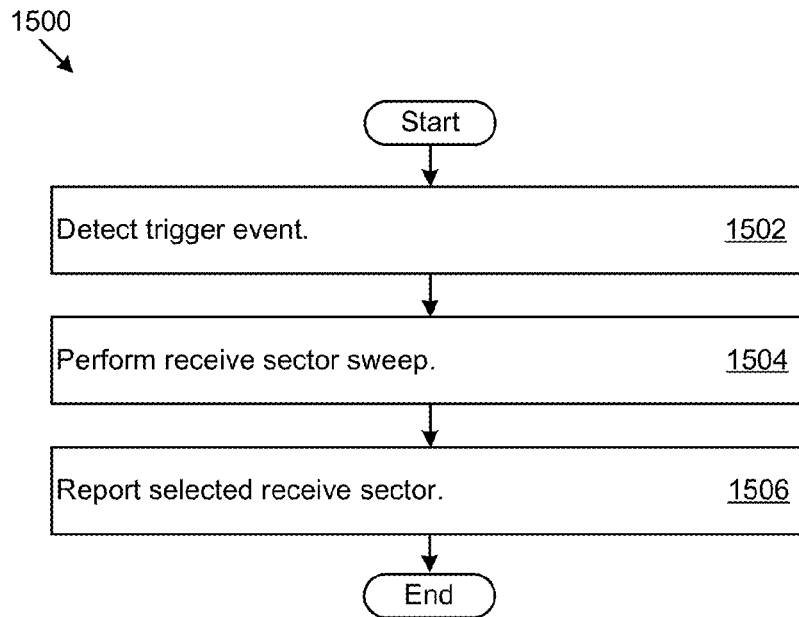 1500
Start
Detect trigger event. 1502
Perform receive sector sweep. 1504
Report selected receive sector. 1506
End